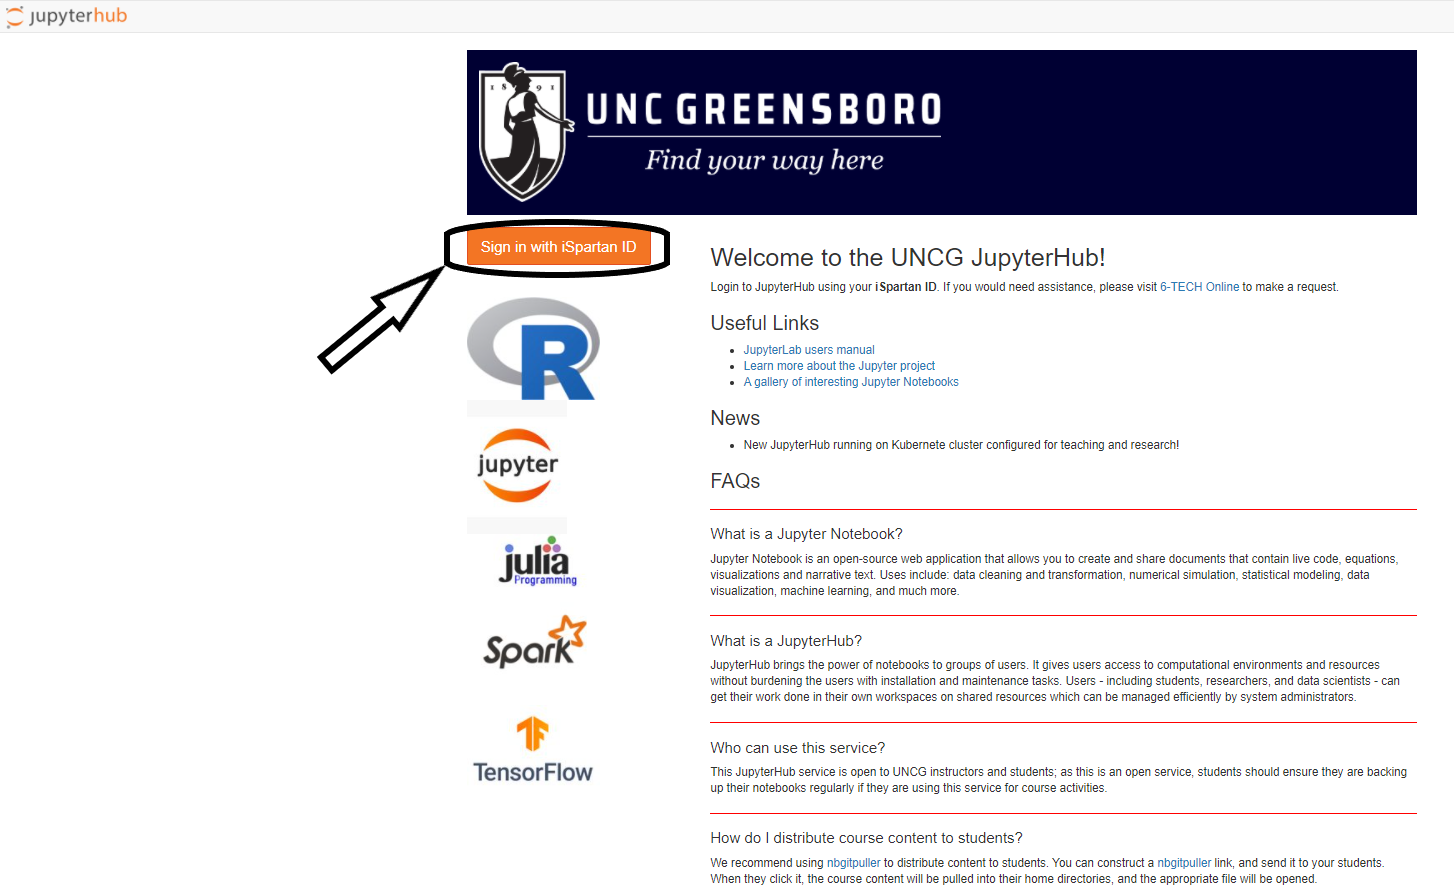 jupyterhub
18 91
UNC GREENSBORO
Find your way here
Sign in with iSpartan ID
R
jupyter
julia
Programming
Spark
TensorFlow
Welcome to the UNCG JupyterHub!
Login to JupyterHub using your iSpartan ID. If you would need assistance, please visit 6-TECH Online to make a request.
Useful Links
JupyterLab users manual
Learn more about the Jupyter project
A gallery of interesting Jupyter Notebooks
News
New JupyterHub running on Kubernete cluster configured for teaching and research!
FAQs
What is a Jupyter Notebook?
Jupyter Notebook is an open-source web application that allows you to create and share documents that contain live code, equations,
visualizations and narrative text. Uses include: data cleaning and transformation, numerical simulation, statistical modeling, data
visualization, machine learning, and much more.
What is a JupyterHub?
JupyterHub brings the power of notebooks to groups of users. It gives users access to computational environments and resources
without burdening the users with installation and maintenance tasks. Users - including students, researchers, and data scientists - can
get their work done in their own workspaces on shared resources which can be managed efficiently by system administrators.
Who can use this service?
This JupyterHub service is open to UNCG instructors and students; as this is an open service, students should ensure they are backing
up their notebooks regularly if they are using this service for course activities.
How do I distribute course content to students?
We recommend using nbgitpuller to distribute content to students. You can construct a nbgitpuller link, and send it to your students.
When they click it, the course content will be pulled into their home directories, and the appropriate file will be opened.